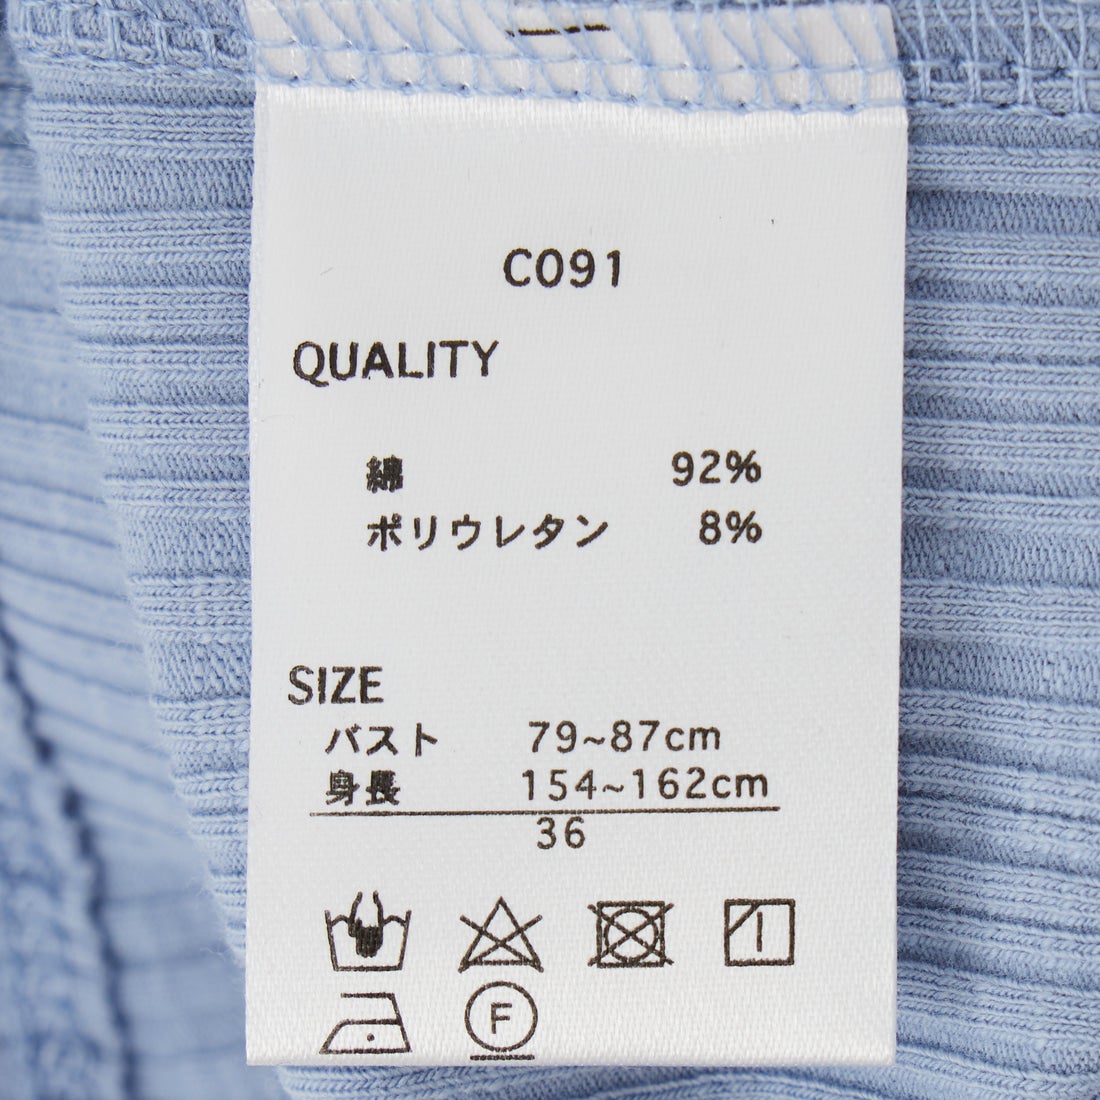 C091
QUALITY
綿 92%
ポリウレタン 8%
SIZE
バスト 79~87cm
身長 154~162cm
36
F